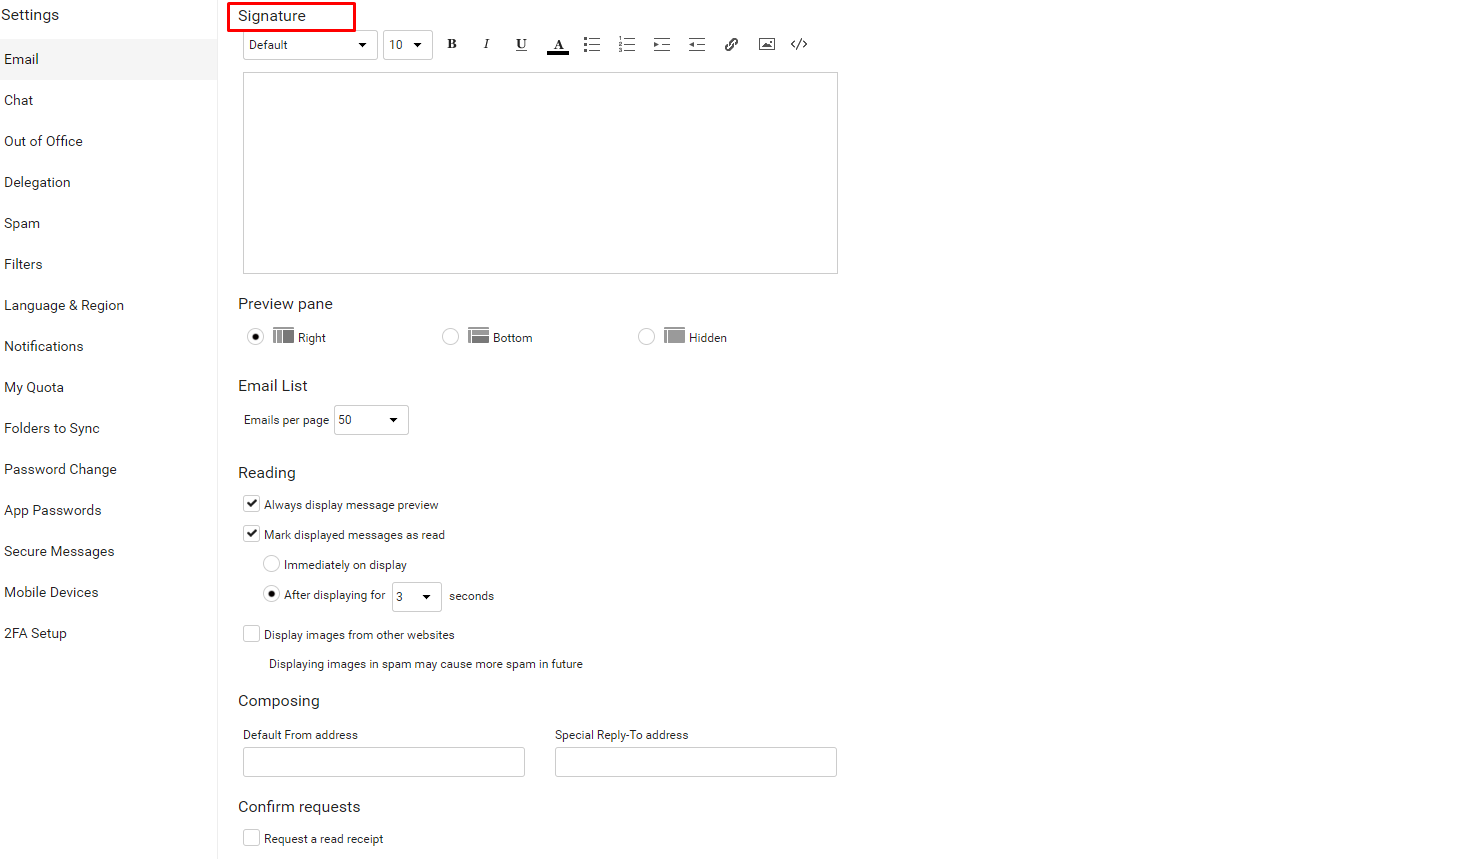 Settings
Email
Chat
Out of Office
Delegation
Spam
Filters
Language & Region
Notifications
My Quota
Folders to Sync
Password Change
App Passwords
Secure Messages
Mobile Devices
2FA Setup
Signature
Default 10 B I U A
Preview pane
Right Bottom Hidden
Email List
Emails per page 50
Reading
Always display message preview
Mark displayed messages as read
Immediately on display
After displaying for 3 seconds
Display images from other websites
Displaying images in spam may cause more spam in future
Composing
Default From address Special Reply-To address
Confirm requests
Request a read receipt